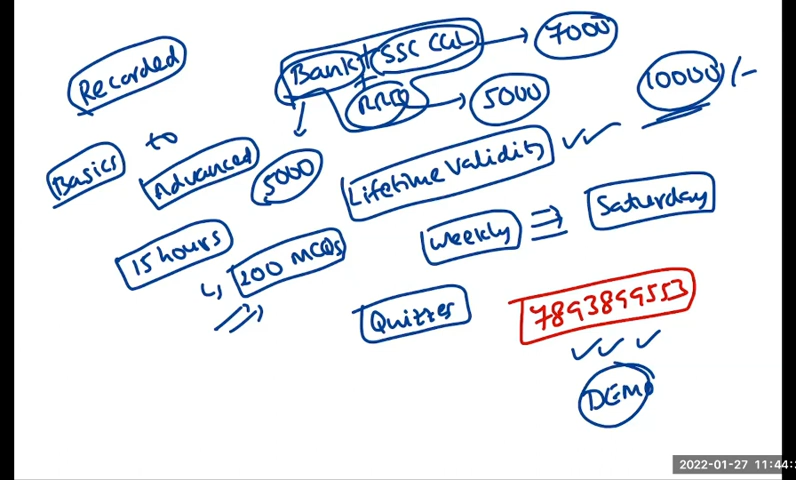 Recorded
Bank + SSC CGL → 7000
+
RRB → 5000
10000/-
Basics to Advanced
5000
Lifetime Validity
15 hours
200 MCQs
Weekly ⇒ Saturday
Quizzes
7893899553
DEMO
2022-01-27 11:44: